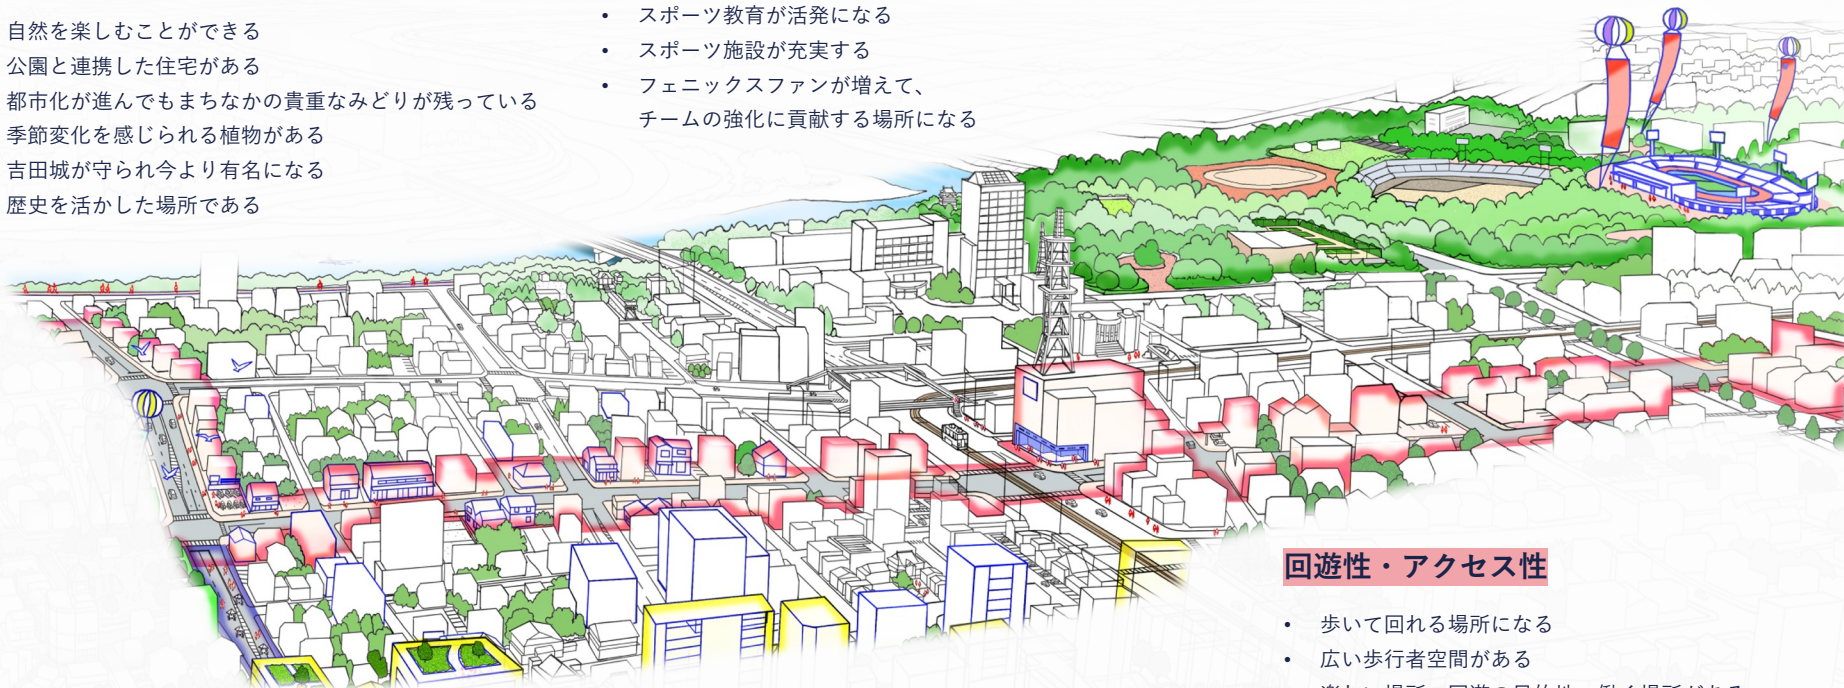 自然を楽しむことができる
公園と連携した住宅がある
都市化が進んでもまちなかの貴重なみどりが残っている
季節変化を感じられる植物がある
吉田城が守られ今より有名になる
歴史を活かした場所である
• スポーツ教育が活発になる
• スポーツ施設が充実する
• フェニックスファンが増えて、
チームの強化に貢献する場所になる
回遊性・アクセス性
• 歩いて回れる場所になる
• 広い歩行者空間がある